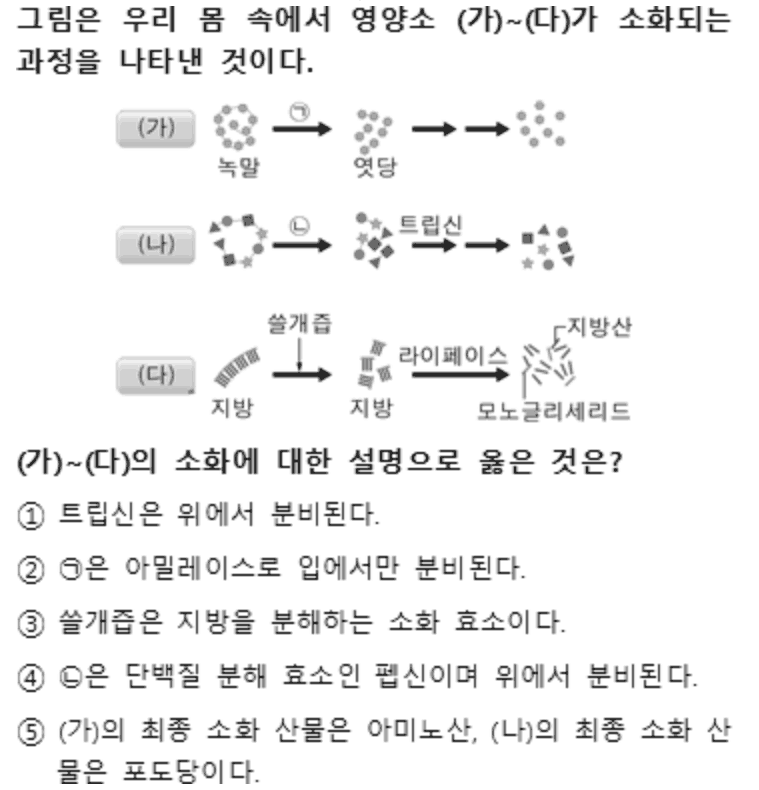 그림은 우리 몸 속에서 영양소 (가)~(다)가 소화되는
과정을 나타낸 것이다.
(가)
㉠
녹말
엿당
(나)
㉡
트립신
(다)
쓸개즙
지방
지방
라이페이스
지방산
모노글리세리드
(가)~(다)의 소화에 대한 설명으로 옳은 것은?
① 트립신은 위에서 분비된다.
② ㉠은 아밀레이스로 입에서만 분비된다.
③ 쓸개즙은 지방을 분해하는 소화 효소이다.
④ ㉡은 단백질 분해 효소인 펩신이며 위에서 분비된다.
⑤ (가)의 최종 소화 산물은 아미노산, (나)의 최종 소화 산
물은 포도당이다.